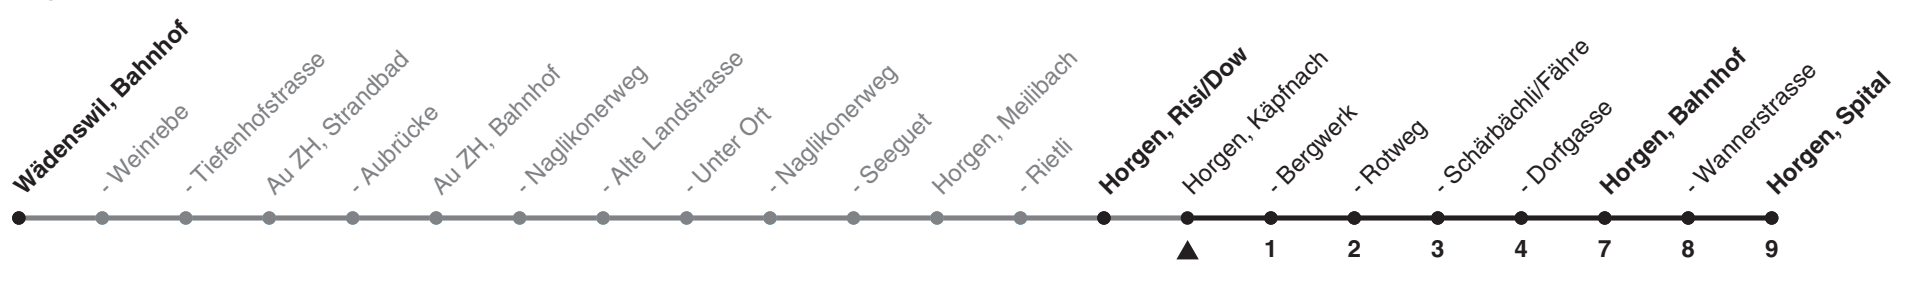 Wädenswil, Bahnhof
- Weinrebe
- Tiefenhofstrasse
Au ZH, Strandbad
- Aubrücke
Au ZH, Bahnhof
- Naglikonerweg
- Alte Landstrasse
- Unter Ort
- Naglikonerweg
- Seeguet
Horgen, Meilibach
- Rietli
Horgen, Risi/Dow
Horgen, Käpfnach
- Bergwerk
- Rotweg
- Schärbächli/Fähre
- Dorfgasse
Horgen, Bahnhof
- Wannerstrasse
Horgen, Spital
1 2 3 4 7 8 9